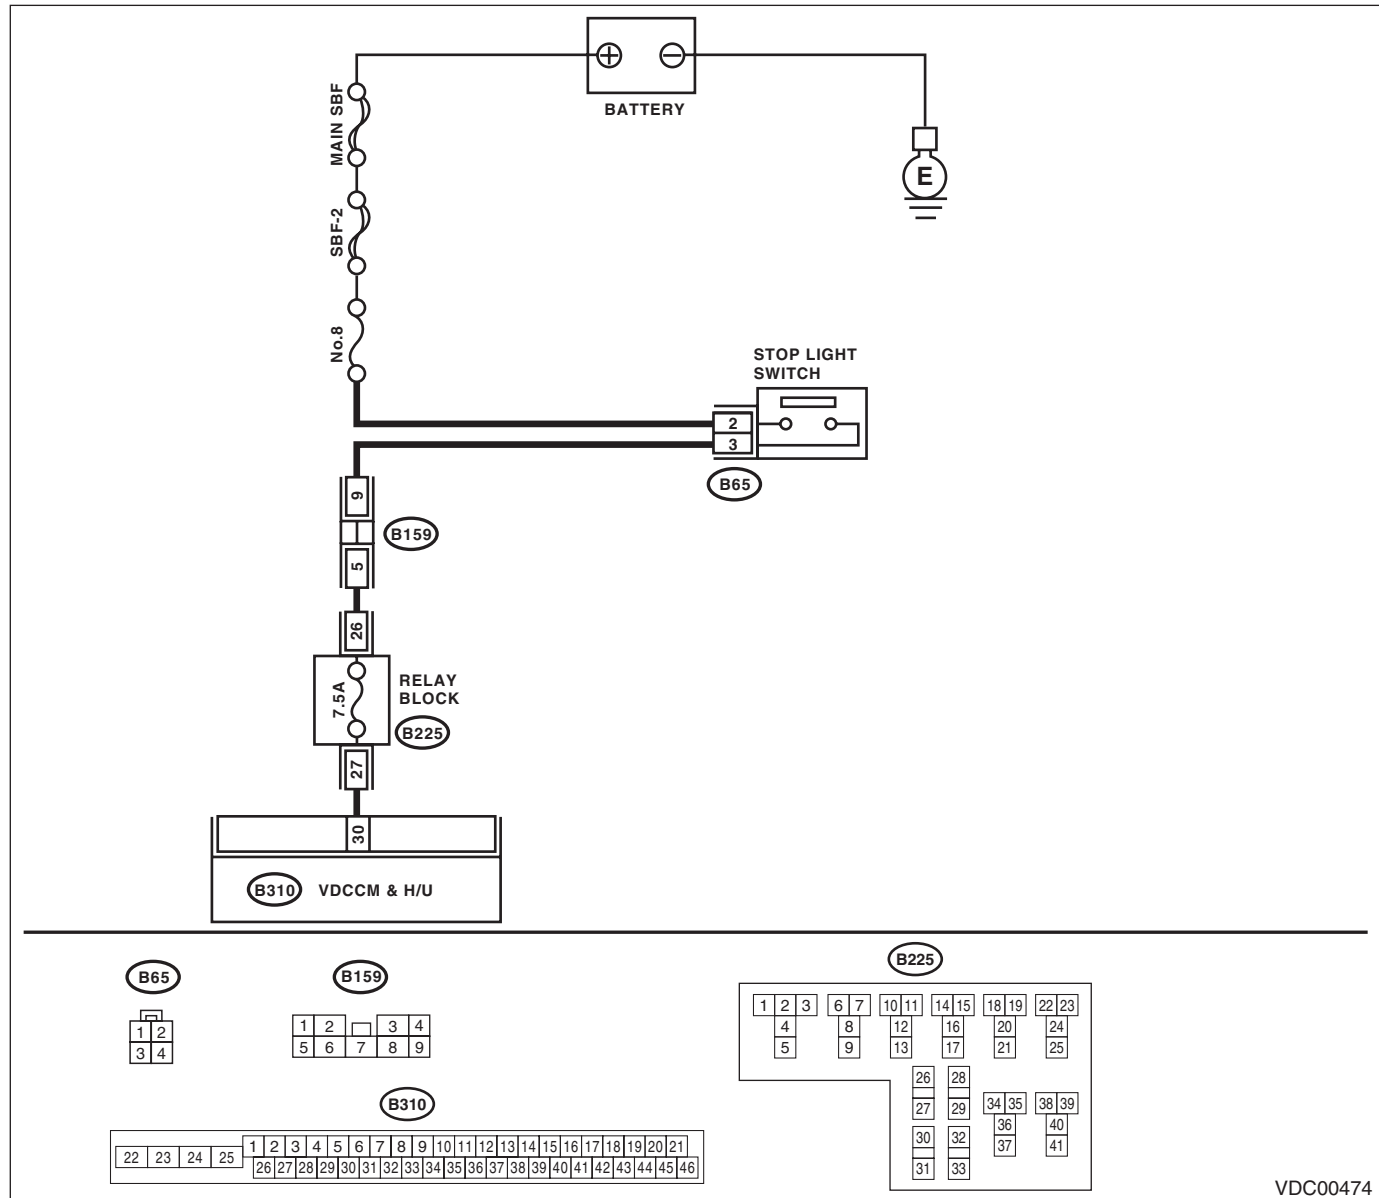 BATTERY
MAIN SBF
E
SBF-2
No.8
STOP LIGHT
SWITCH
2
3
B65
9
B159
5
26
7.5A
RELAY
BLOCK
B225
27
30
B310 VDCCM & H/U
B65
1 2
3 4
B159
1 2 3 4
5 6 7 8 9
B225
1 2 3 6 7 10 11 14 15 18 19 22 23
4 8 12 16 20 24
5 9 13 17 21 25
26 28
27 29 34 35 38 39
36 40
30 32 37 41
31 33
B310
1 2 3 4 5 6 7 8 9 10 11 12 13 14 15 16 17 18 19 20 21
22 23 24 25
26 27 28 29 30 31 32 33 34 35 36 37 38 39 40 41 42 43 44 45 46
VDC00474